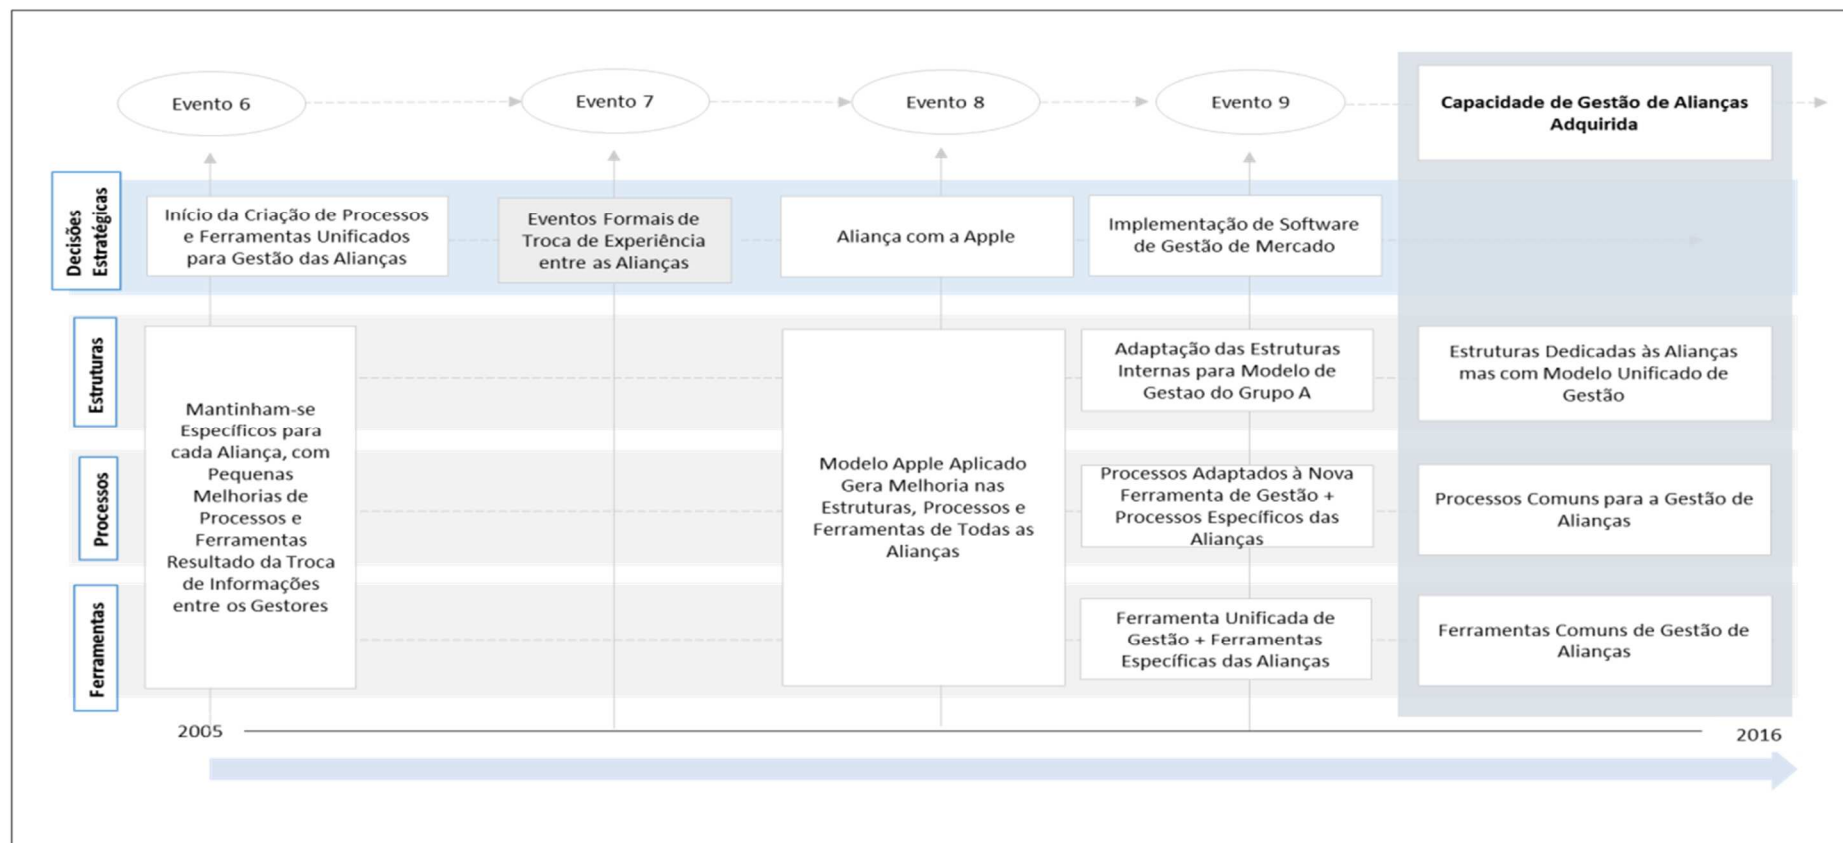 Evento 6
Evento 7
Evento 8
Evento 9
Capacidade de Gestão de Alianças
Adquirida
Decisões
Estratégicas
Início da Criação de Processos
e Ferramentas Unificados
para Gestão das Alianças
Eventos Formais de
Troca de Experiência
entre as Alianças
Aliança com a Apple
Implementação de Software
de Gestão de Mercado
Estruturas
Processos
Ferramentas
Mantinham-se
Específicos para
cada Aliança, com
Pequenas
Melhorias de
Processos e
Ferramentas
Resultado da Troca
de Informações
entre os Gestores
Modelo Apple Aplicado
Gera Melhoria nas
Estruturas, Processos e
Ferramentas de Todas as
Alianças
Adaptação das Estruturas
Internas para Modelo de
Gestao do Grupo A
Estruturas Dedicadas às Alianças
mas com Modelo Unificado de
Gestão
Processos Adaptados à Nova
Ferramenta de Gestão +
Processos Específicos das
Alianças
Processos Comuns para a Gestão de
Alianças
Ferramenta Unificada de
Gestão + Ferramentas
Específicas das Alianças
Ferramentas Comuns de Gestão de
Alianças
2005
2016